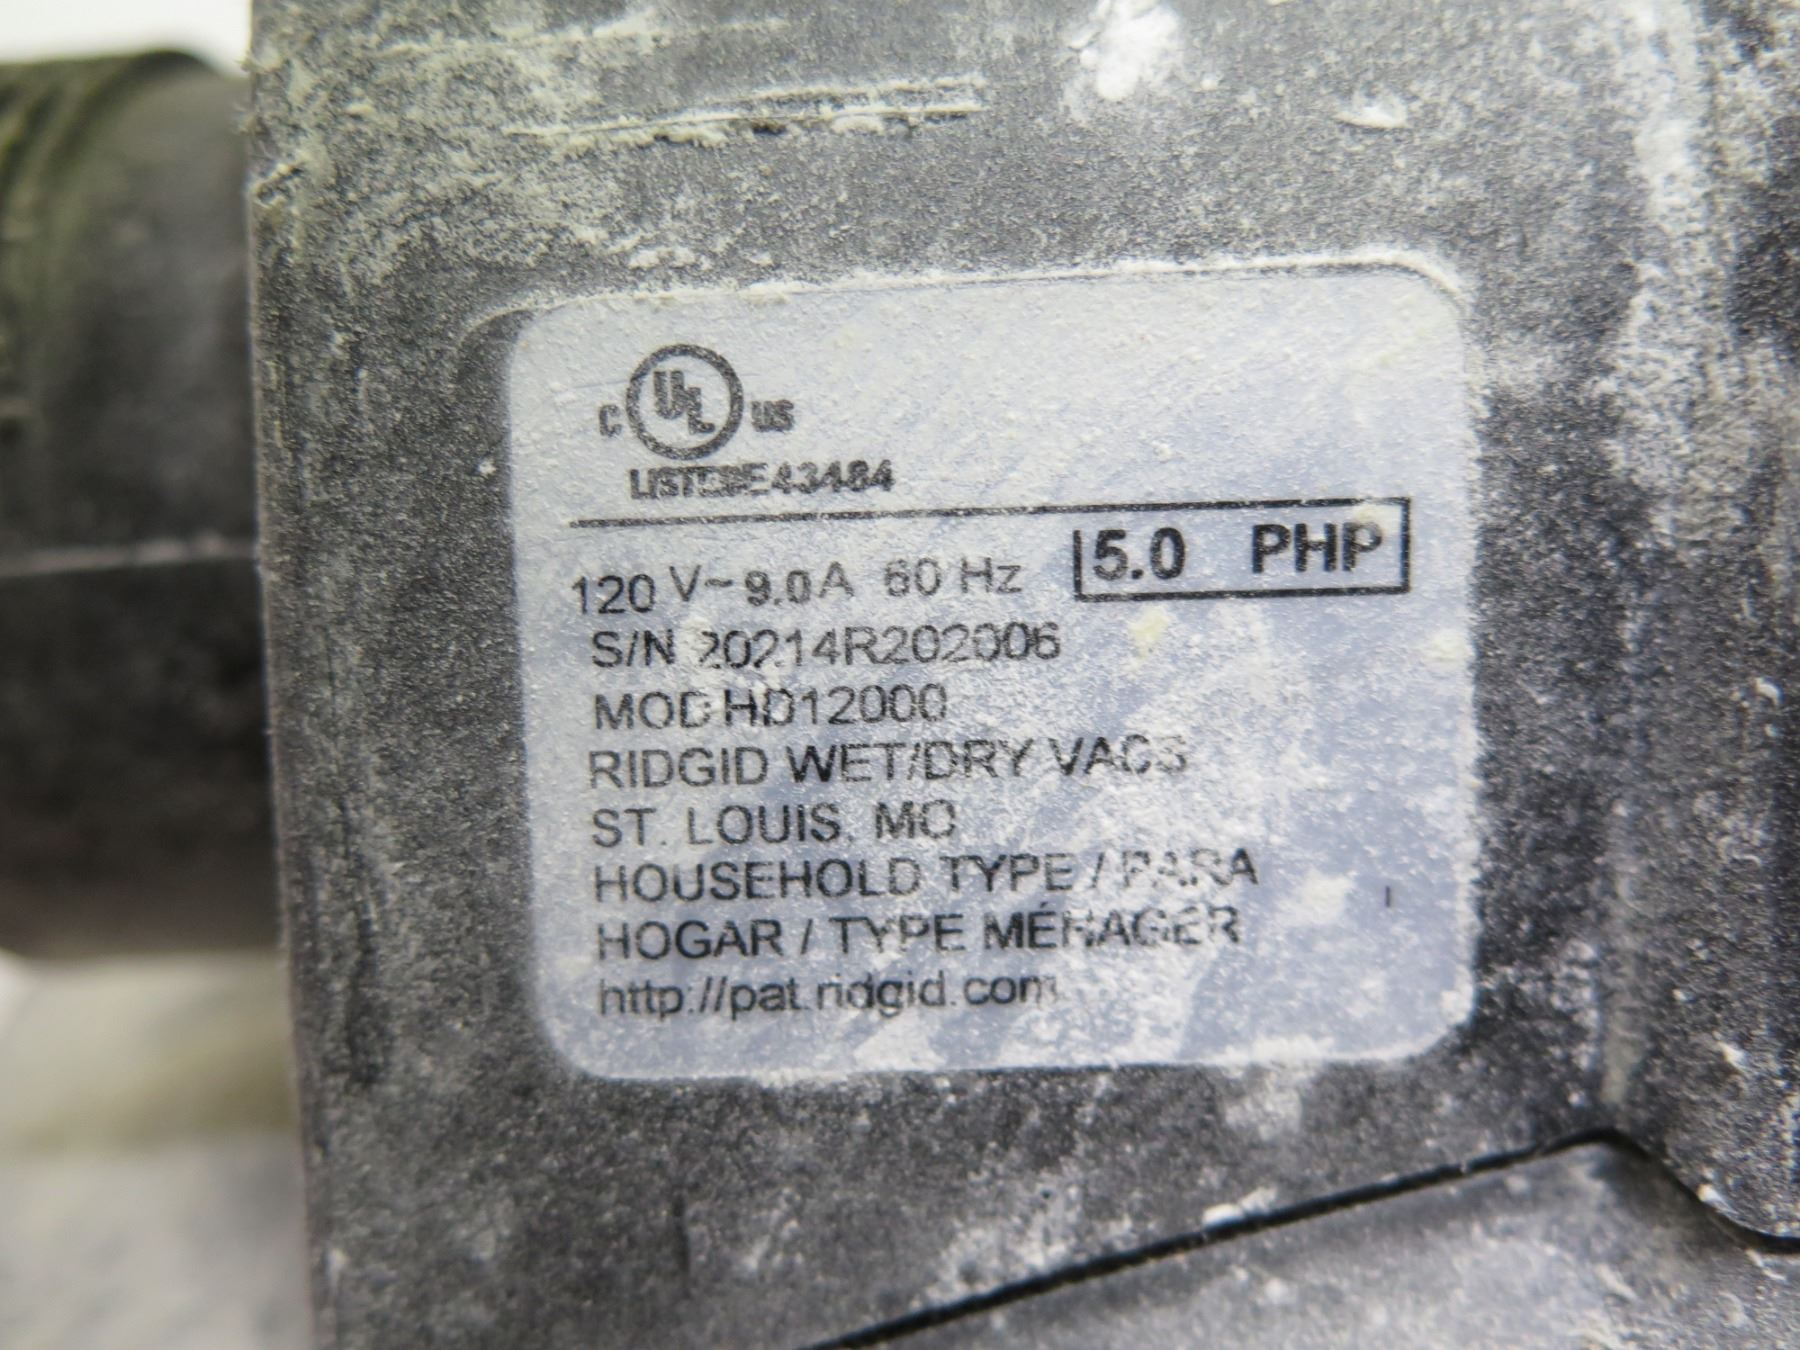 C UL US
LISTED E43484
120 V~ 9.0 A 60 Hz 5.0 PHP
S/N 20214R202006
MOD HD12000
RIDGID WET/DRY VACS
ST. LOUIS, MO
HOUSEHOLD TYPE / PARA
HOGAR / TYPE MÉNAGER
http://pat.ridgid.com